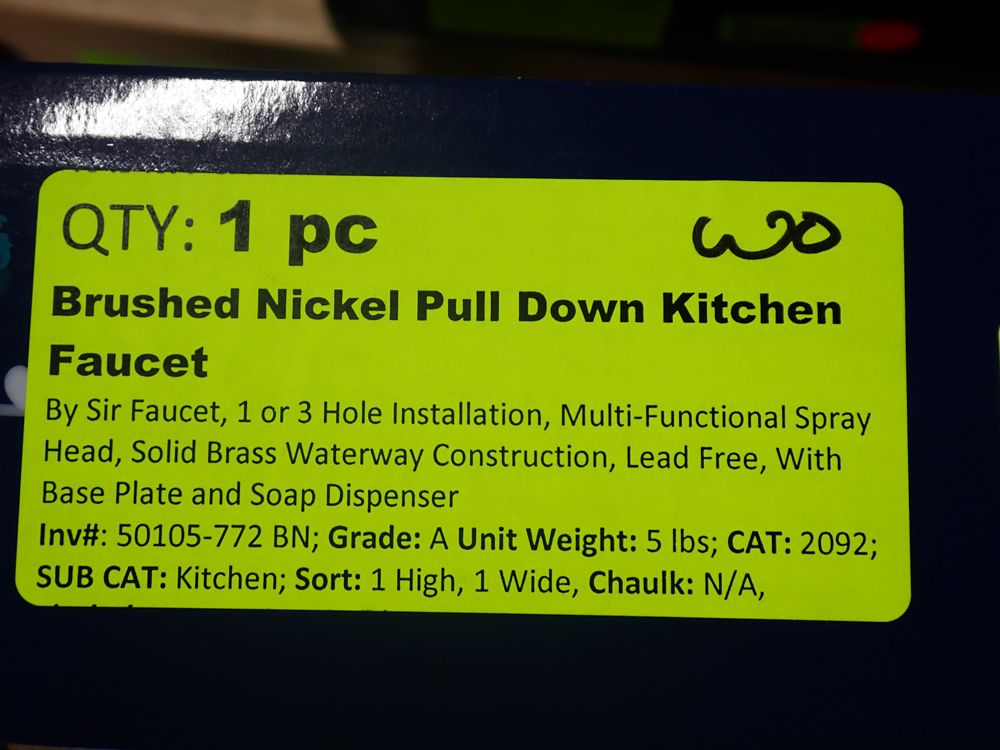 QTY: 1 pc
Brushed Nickel Pull Down Kitchen
Faucet
By Sir Faucet, 1 or 3 Hole Installation, Multi-Functional Spray
Head, Solid Brass Waterway Construction, Lead Free, With
Base Plate and Soap Dispenser
Inv#: 50105-772 BN; Grade: A Unit Weight: 5 lbs; CAT: 2092;
SUB CAT: Kitchen; Sort: 1 High, 1 Wide, Chaulk: N/A,